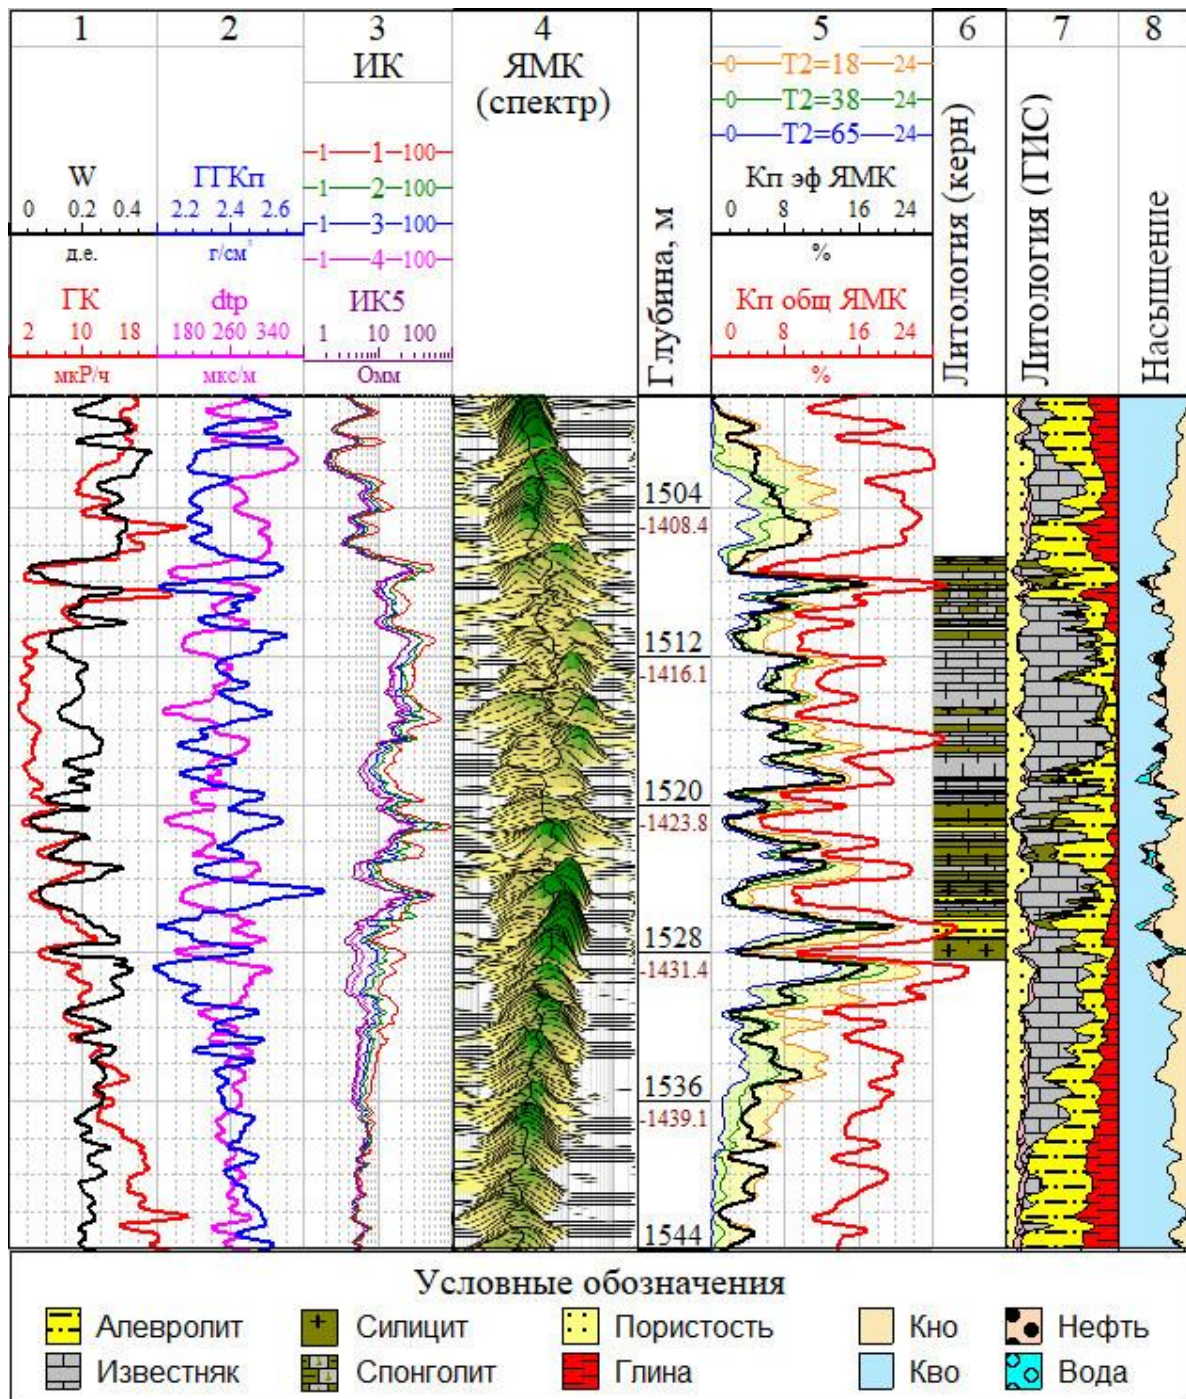 1 2 3 4 5 6 7 8
ИК
ЯМК
(спектр)
0 T2=18 24
0 T2=38 24
0 T2=65 24
1 1 100
1 2 100
1 3 100
1 4 100
W
0 0.2 0.4
д.е.
ГК
2 10 18
мкР/ч
ГГКп
2.2 2.4 2.6
г/см³
dtp
180 260 340
мкс/м
ИК5
1 10 100
Омм
Глубина, м
Кп эф ЯМК
0 8 16 24
%
Кп общ ЯМК
0 8 16 24
%
Литология (керн)
Литология (ГИС)
Насыщение
1504
-1408.4
1512
-1416.1
1520
-1423.8
1528
-1431.4
1536
-1439.1
1544
Условные обозначения
Алевролит Силицит Пористость Кно Нефть
Известняк Спонголит Глина Кво Вода